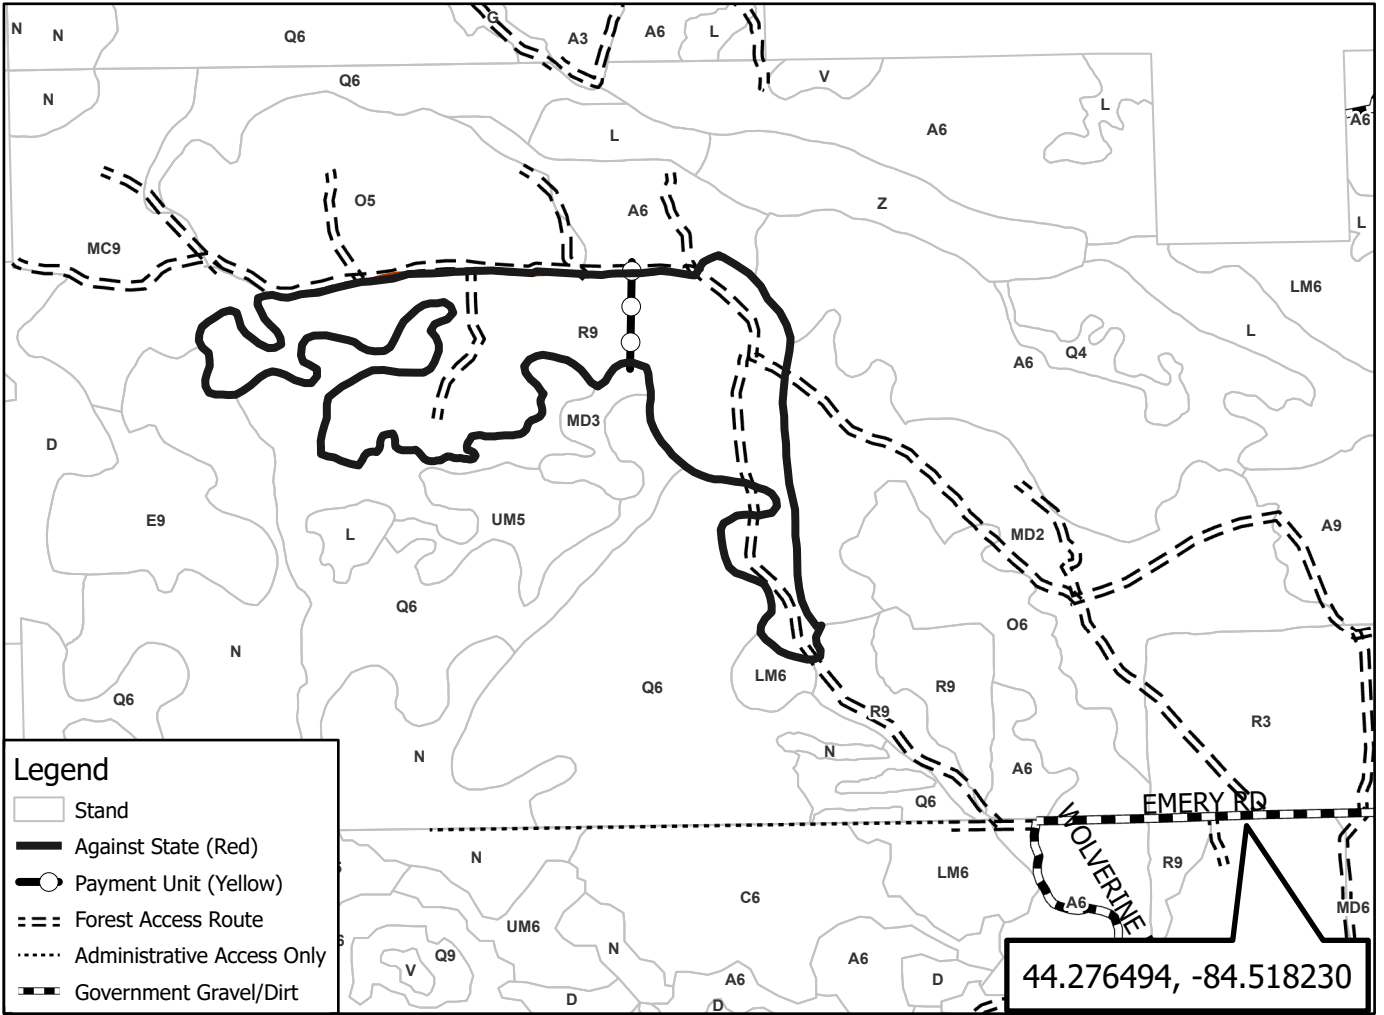 N
N
Q6
G
A3
A6
L
N
Q6
V
L
A6
L
A6
A6
O5
A6
Z
L
MC9
LM6
L
R9
A6
Q4
MD3
D
E9
L
UM5
MD2
A9
Q6
O6
N
Q6
Q6
LM6
R9
R9
R3
N
N
A6
Q6
EMERY RD
WOLVERINE
N
LM6
R9
C6
A6
MD6
UM6
N
Q9
V
A6
A6
D
D
D
6
Legend
Stand
Against State (Red)
Payment Unit (Yellow)
Forest Access Route
Administrative Access Only
Government Gravel/Dirt
44.276494, -84.518230